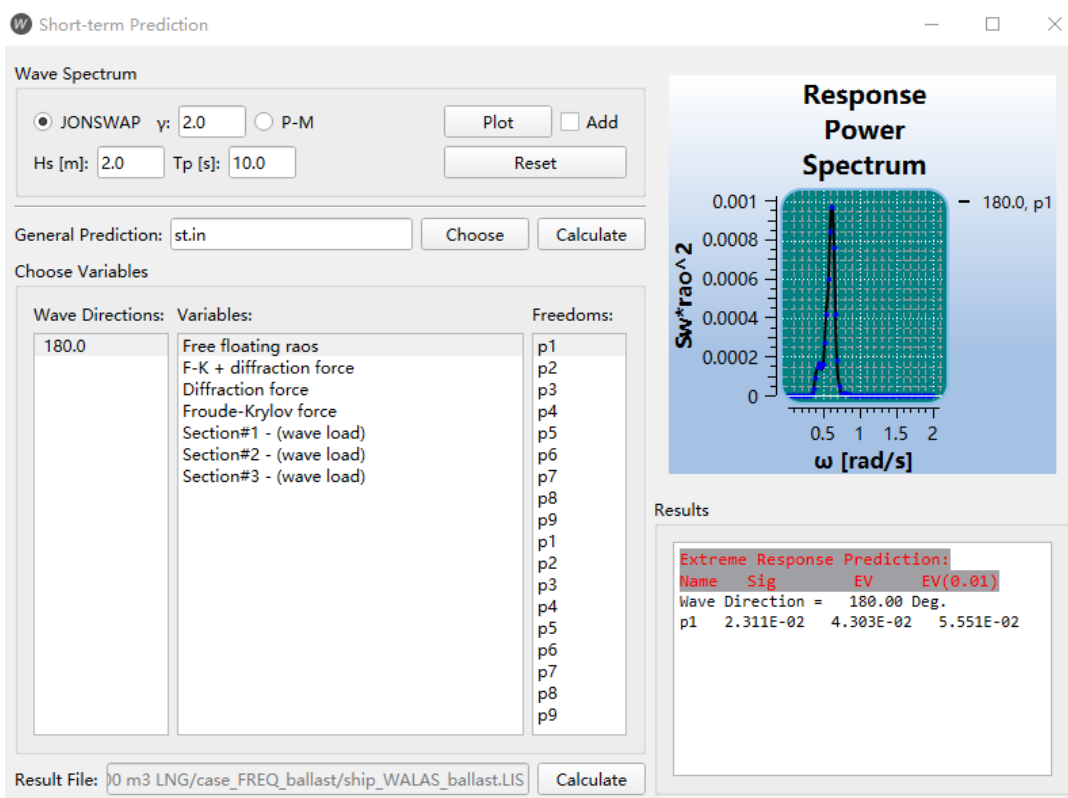 W Short-term Prediction
Wave Spectrum
JONSWAP γ: 2.0 P-M Plot Add
Hs [m]: 2.0 Tp [s]: 10.0 Reset
General Prediction: st.in Choose Calculate
Choose Variables
Wave Directions: Variables: Freedoms:
180.0
Free floating raos
F-K + diffraction force
Diffraction force
Froude-Krylov force
Section#1 - (wave load)
Section#2 - (wave load)
Section#3 - (wave load)
p1
p2
p3
p4
p5
p6
p7
p8
p9
p1
p2
p3
p4
p5
p6
p7
p8
p9
Result File: 00 m3 LNG/case_FREQ_ballast/ship_WALAS_ballast.LIS Calculate
Response
Power
Spectrum
Sw*rao^2
0.001
0.0008
0.0006
0.0004
0.0002
0
180.0, p1
0.5 1 1.5 2
ω [rad/s]
Results
Extreme Response Prediction:
Name Sig EV EV(0.01)
Wave Direction = 180.00 Deg.
p1 2.311E-02 4.303E-02 5.551E-02